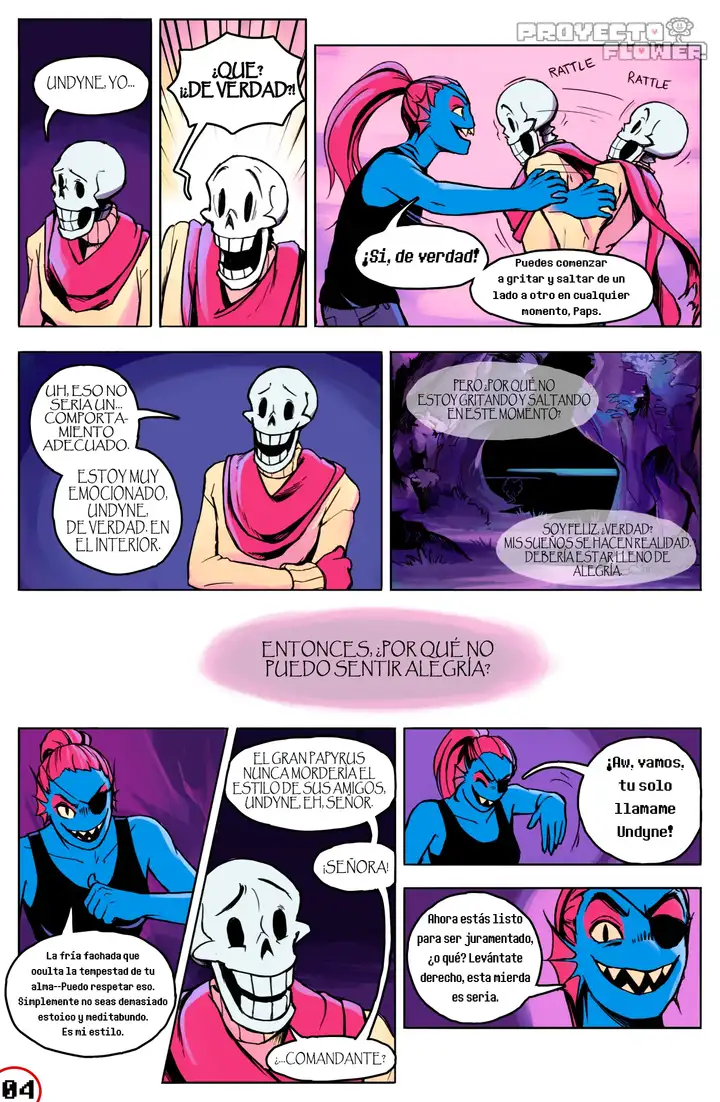 PROYECTO
FLOWER!
UNDYNE, YO...
¿QUE?
¡¿DE VERDAD?!
RATTLE
RATTLE
¡Si, de verdad!
Puedes comenzar
a gritar y saltar de un
lado a otro en cualquier
momento, Paps.
UH, ESO NO
SERIA UN...
COMPORTA-
MIENTO
ADECUADO.
ESTOY MUY
EMOCIONADO,
UNDYNE,
DE VERDAD. EN
EL INTERIOR.
PERO ¿POR QUÉ NO
ESTOY GRITANDO Y SALTANDO
EN ESTE MOMENTO?
SOY FELIZ, ¿VERDAD?
MIS SUEÑOS SE HACEN REALIDAD.
DEBERÍA ESTAR LLENO DE
ALEGRÍA...
ENTONCES, ¿POR QUÉ NO
PUEDO SENTIR ALEGRÍA?
La fría fachada que
oculta la tempestad de tu
alma--Puedo respetar eso.
Simplemente no seas demasiado
estoico y meditabundo.
Es mi estilo.
EL GRAN PAPYRUS
NUNCA MORDERÍA EL
ESTILO DE SUS AMIGOS,
UNDYNE, EH, SEÑOR.
¡SEÑORA!
¿...COMANDANTE?
¡Aw, vamos,
tu solo
llamame
Undyne!
Ahora estás listo
para ser juramentado,
¿o qué? Levántate
derecho, esta mierda
es seria.
04